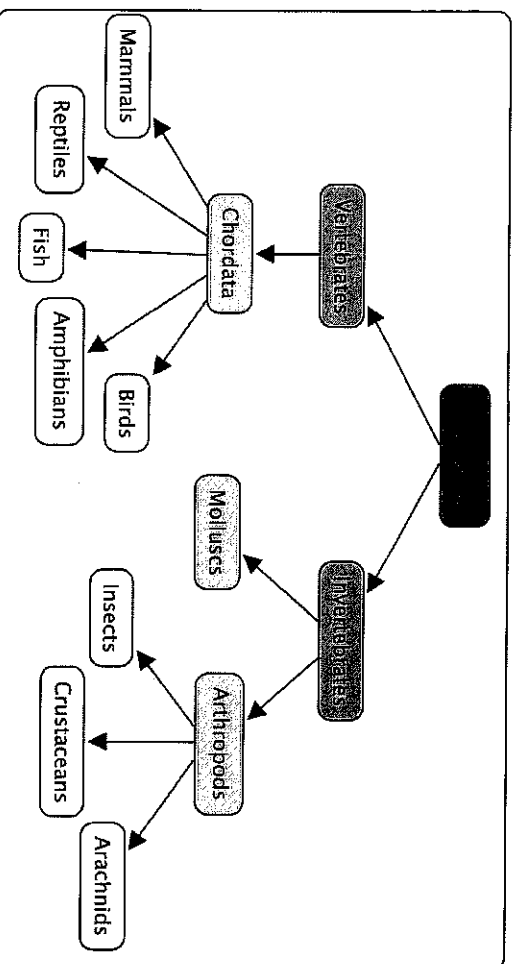 Vertebrates
Invertebrates
Chordata
Molluscs
Arthropods
Mammals
Reptiles
Fish
Amphibians
Birds
Insects
Crustaceans
Arachnids